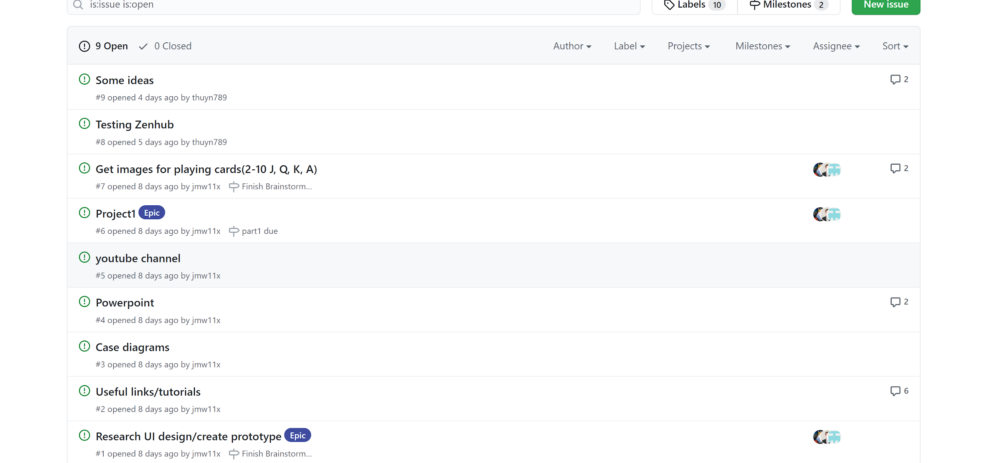 is:issue is:open
Labels 10
Milestones 2
New issue
9 Open 0 Closed Author Label Projects Milestones Assignee Sort
Some ideas 2
#9 opened 4 days ago by thuyn789
Testing Zenhub
#8 opened 5 days ago by thuyn789
Get images for playing cards(2-10 J, Q, K, A) 2
#7 opened 8 days ago by jmw11x Finish Brainstorm...
Project1 Epic
#6 opened 8 days ago by jmw11x part1 due
youtube channel
#5 opened 8 days ago by jmw11x
Powerpoint 2
#4 opened 8 days ago by jmw11x
Case diagrams
#3 opened 8 days ago by jmw11x
Useful links/tutorials 6
#2 opened 8 days ago by jmw11x
Research UI design/create prototype Epic
#1 opened 8 days ago by jmw11x Finish Brainstorm...